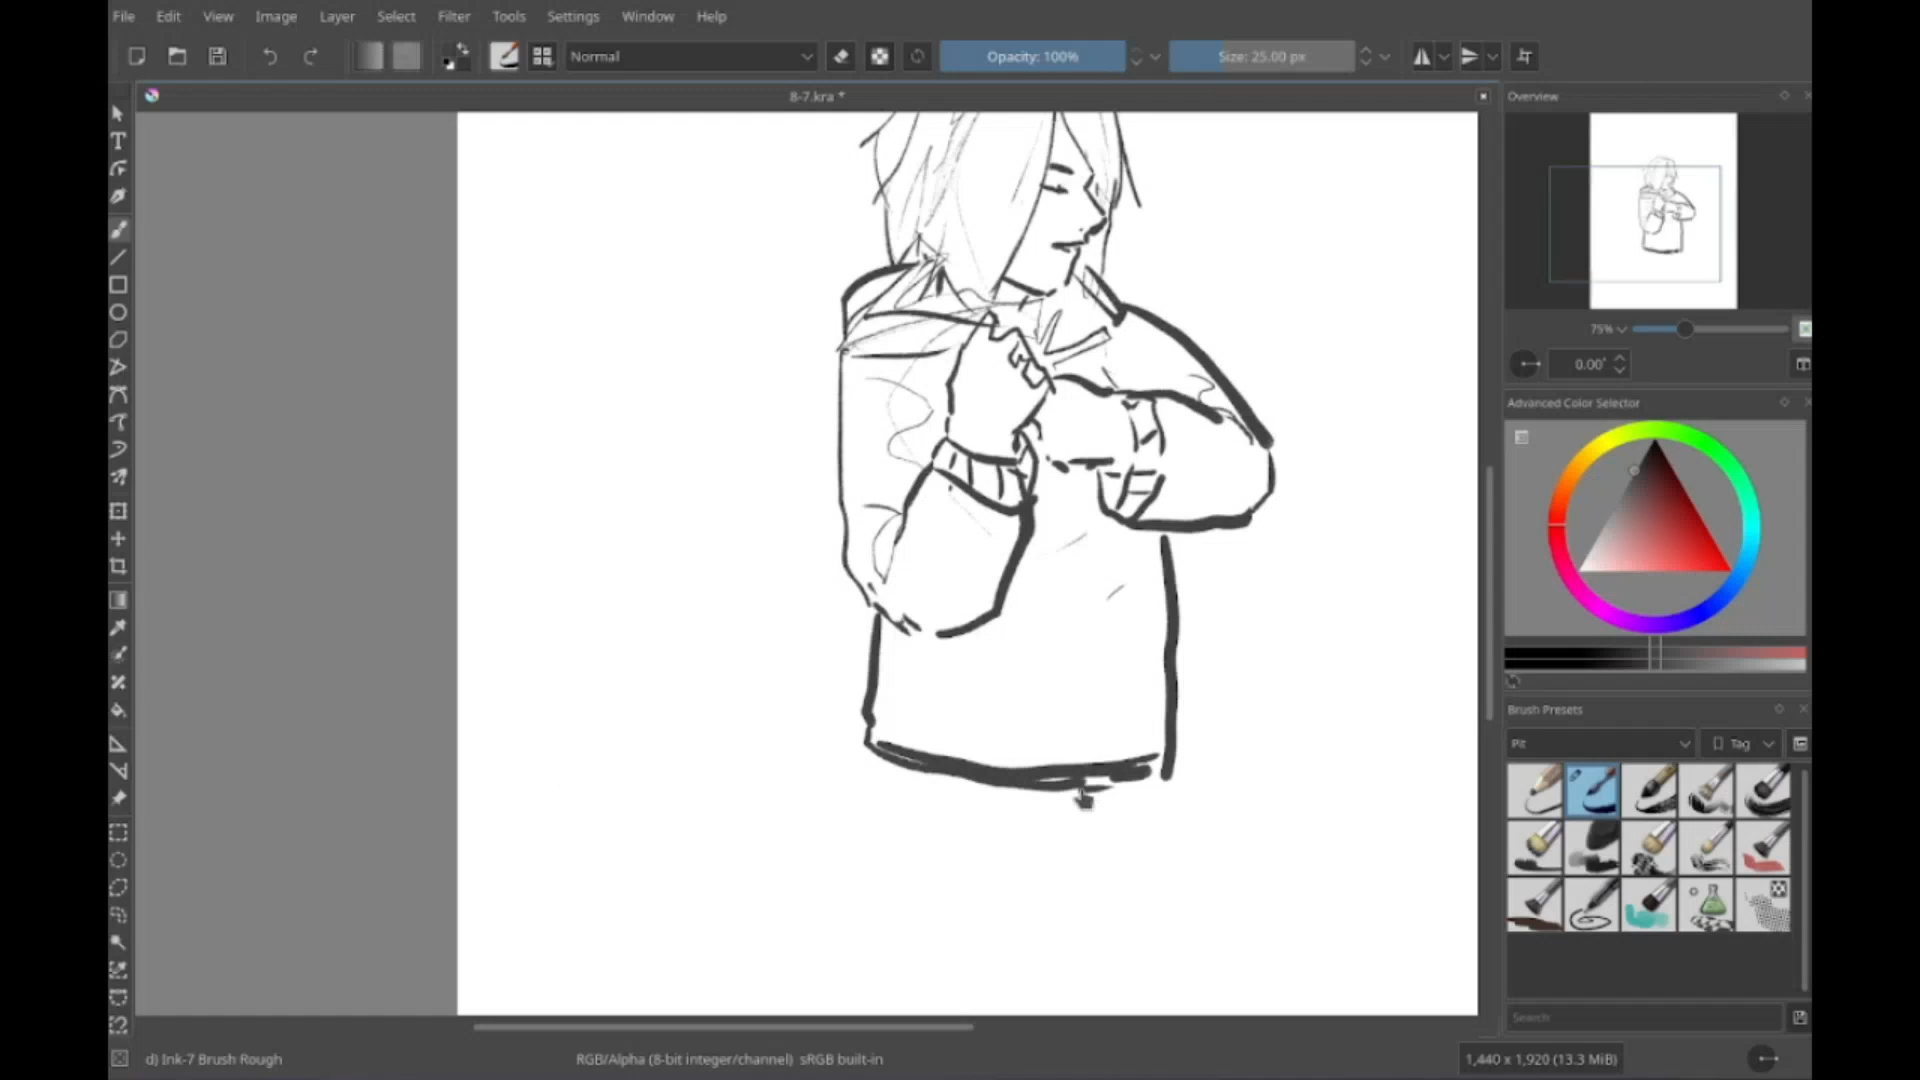 File Edit View Image Layer Select Filter Tools Settings Window Help
Normal Opacity: 100% Size: 25.00 px
8-7.kra *
Overview
75%
0.00°
Advanced Color Selector
Brush Presets
Pit Tag
Search
d) Ink-7 Brush Rough RGB/Alpha (8-bit integer/channel) sRGB built-in 1,440 x 1,920 (13.3 MiB)